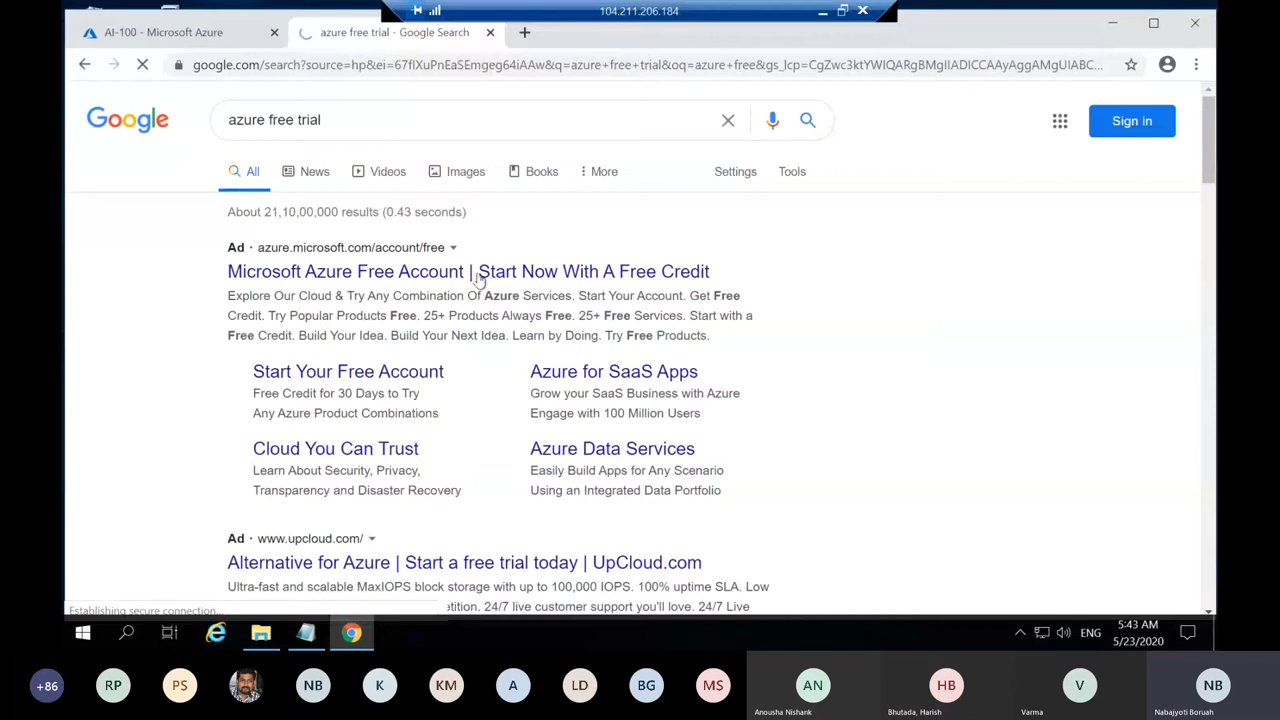 104.211.206.184
AI-100 - Microsoft Azure
azure free trial - Google Search
google.com/search?source=hp&ei=67fIXuPnEaSEmgeg64iAAw&q=azure+free+trial&oq=azure+free&gs_lcp=CgZwc3ktYWIQARgBMgIIADICCAAyAggAMgUIABC...
Google
azure free trial
Sign in
All
News
Videos
Images
Books
More
Settings
Tools
About 21,10,00,000 results (0.43 seconds)
Ad · azure.microsoft.com/account/free
Microsoft Azure Free Account | Start Now With A Free Credit
Explore Our Cloud & Try Any Combination Of Azure Services. Start Your Account. Get Free
Credit. Try Popular Products Free. 25+ Products Always Free. 25+ Free Services. Start with a
Free Credit. Build Your Idea. Build Your Next Idea. Learn by Doing. Try Free Products.
Start Your Free Account
Free Credit for 30 Days to Try
Any Azure Product Combinations
Azure for SaaS Apps
Grow your SaaS Business with Azure
Engage with 100 Million Users
Cloud You Can Trust
Learn About Security, Privacy,
Transparency and Disaster Recovery
Azure Data Services
Easily Build Apps for Any Scenario
Using an Integrated Data Portfolio
Ad · www.upcloud.com/
Alternative for Azure | Start a free trial today | UpCloud.com
Ultra-fast and scalable MaxIOPS block storage with up to 100,000 IOPS. 100% uptime SLA. Low
etition. 24/7 live customer support you'll love. 24/7 Live
Establishing secure connection...
ENG
5:43 AM
5/23/2020
+86
RP
PS
NB
K
KM
A
LD
BG
MS
AN
HB
V
NB
Anousha Nishank
Bhutada, Harish
Varma
Nabajyoti Boruah